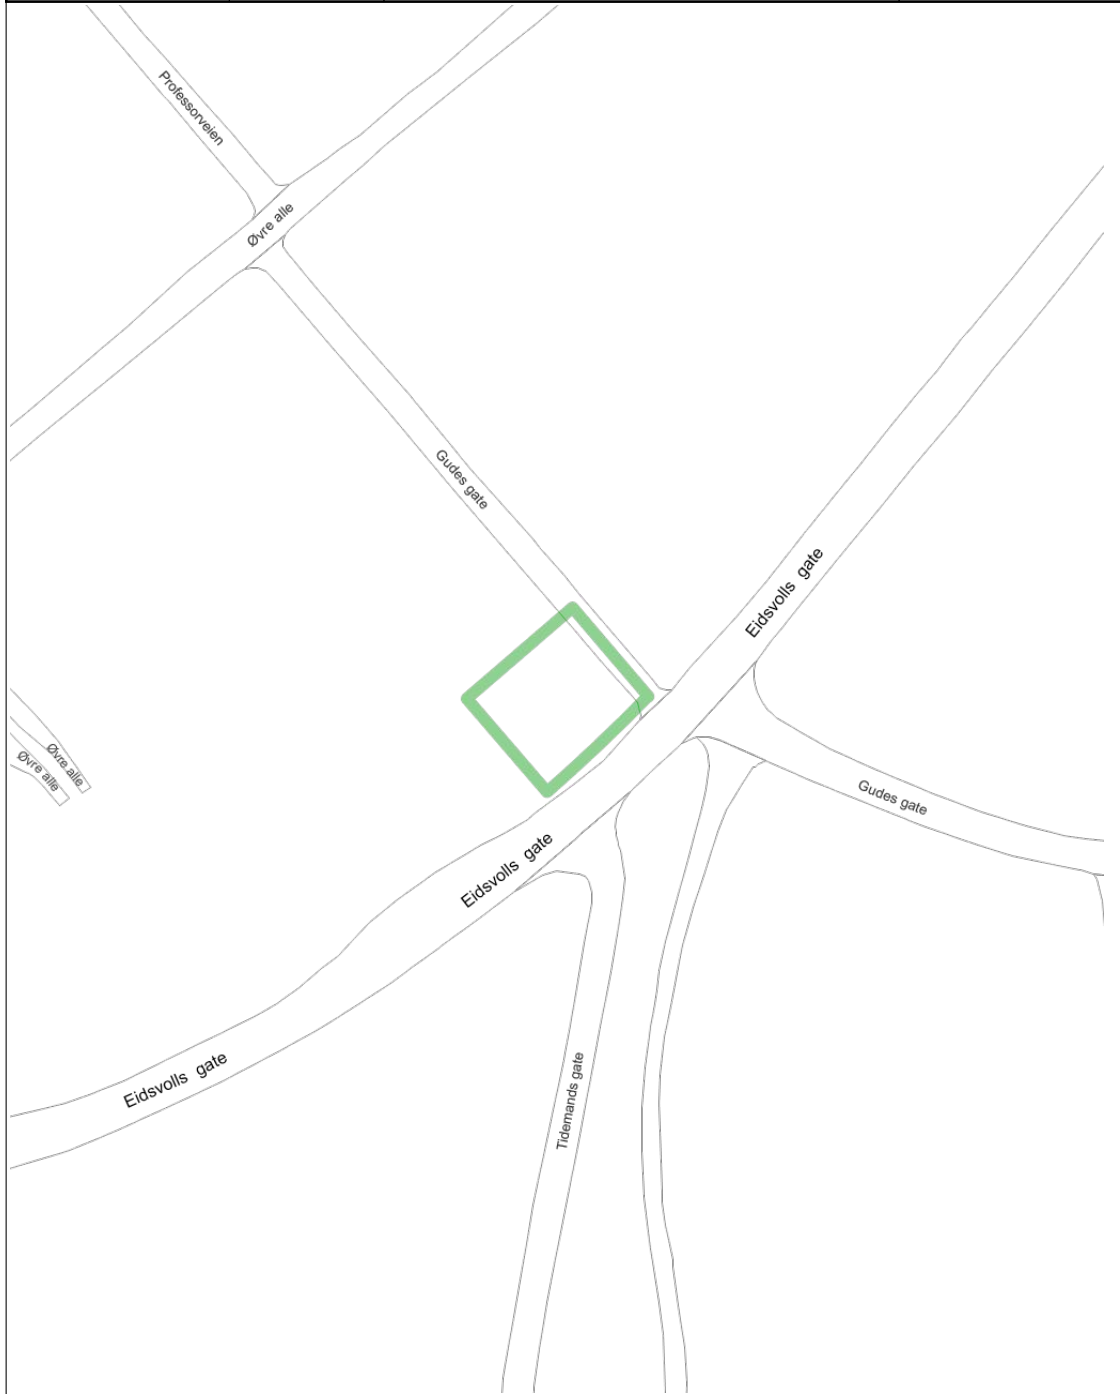 Professorveien
Øvre alle
Gudes gate
Eidsvolls gate
Øvre alle
Øvre alle
Gudes gate
Eidsvolls gate
Eidsvolls gate
Tidemands gate